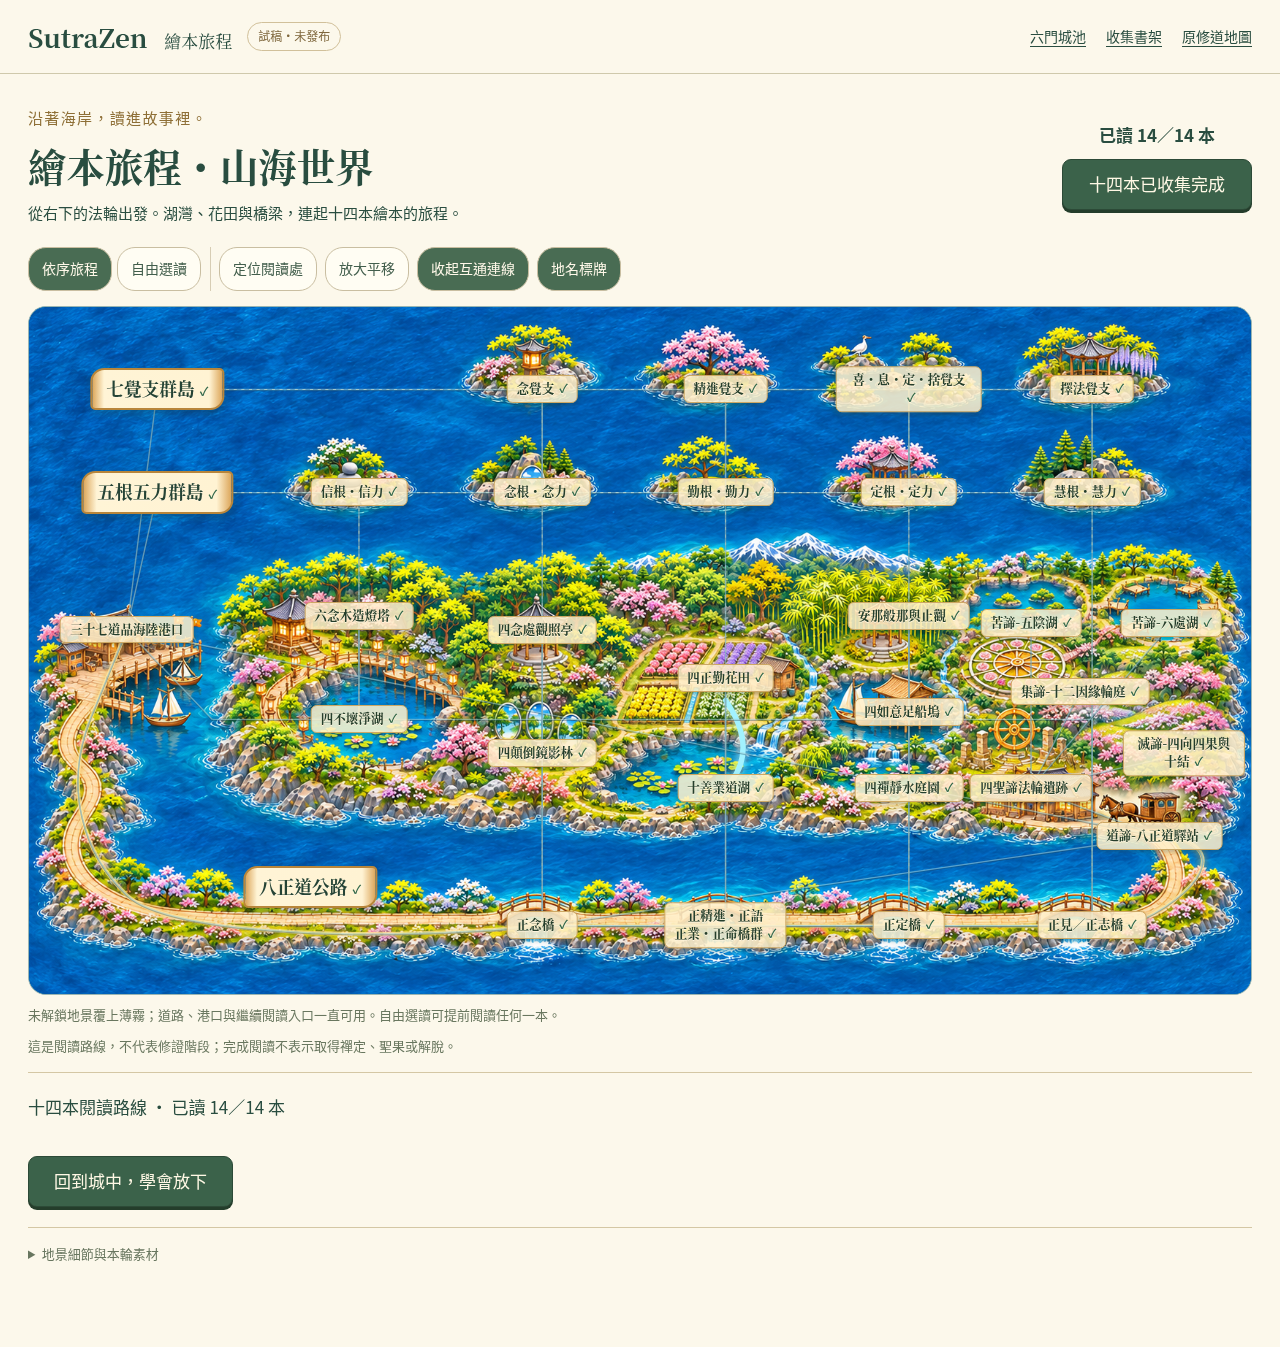 SutraZen 繪本旅程 試稿・未發布
六門城池 收集書架 原修道地圖
沿著海岸，讀進故事裡。
繪本旅程・山海世界
從右下的法輪出發。湖灣、花田與橋梁，連起十四本繪本的旅程。
已讀 14／14 本
十四本已收集完成
依序旅程 自由選讀 定位閱讀處 放大平移 收起互通連線 地名標牌
七覺支群島 ✓
念覺支 ✓
精進覺支 ✓
喜・息・定・捨覺支
✓
擇法覺支 ✓
五根五力群島 ✓
信根・信力 ✓
念根・念力 ✓
勤根・勤力 ✓
定根・定力 ✓
慧根・慧力 ✓
三十七道品海陸港口
六念木造燈塔 ✓
四念處觀照亭 ✓
安那般那與止觀 ✓
苦諦-五陰湖 ✓
苦諦-六處湖 ✓
四正勤花田 ✓
集諦-十二因緣輪庭 ✓
四不壞淨湖 ✓
四如意足船塢 ✓
四顛倒鏡影林 ✓
滅諦-四向四果與
十結 ✓
十善業道湖 ✓
四禪靜水庭園 ✓
四聖諦法輪遺跡 ✓
道諦-八正道驛站 ✓
八正道公路 ✓
正念橋 ✓
正精進・正語
正業・正命橋群 ✓
正定橋 ✓
正見／正志橋 ✓
未解鎖地景覆上薄霧；道路、港口與繼續閱讀入口一直可用。自由選讀可提前閱讀任何一本。
這是閱讀路線，不代表修證階段；完成閱讀不表示取得禪定、聖果或解脫。
十四本閱讀路線 ・ 已讀 14／14 本
回到城中，學會放下
▶ 地景細節與本輪素材